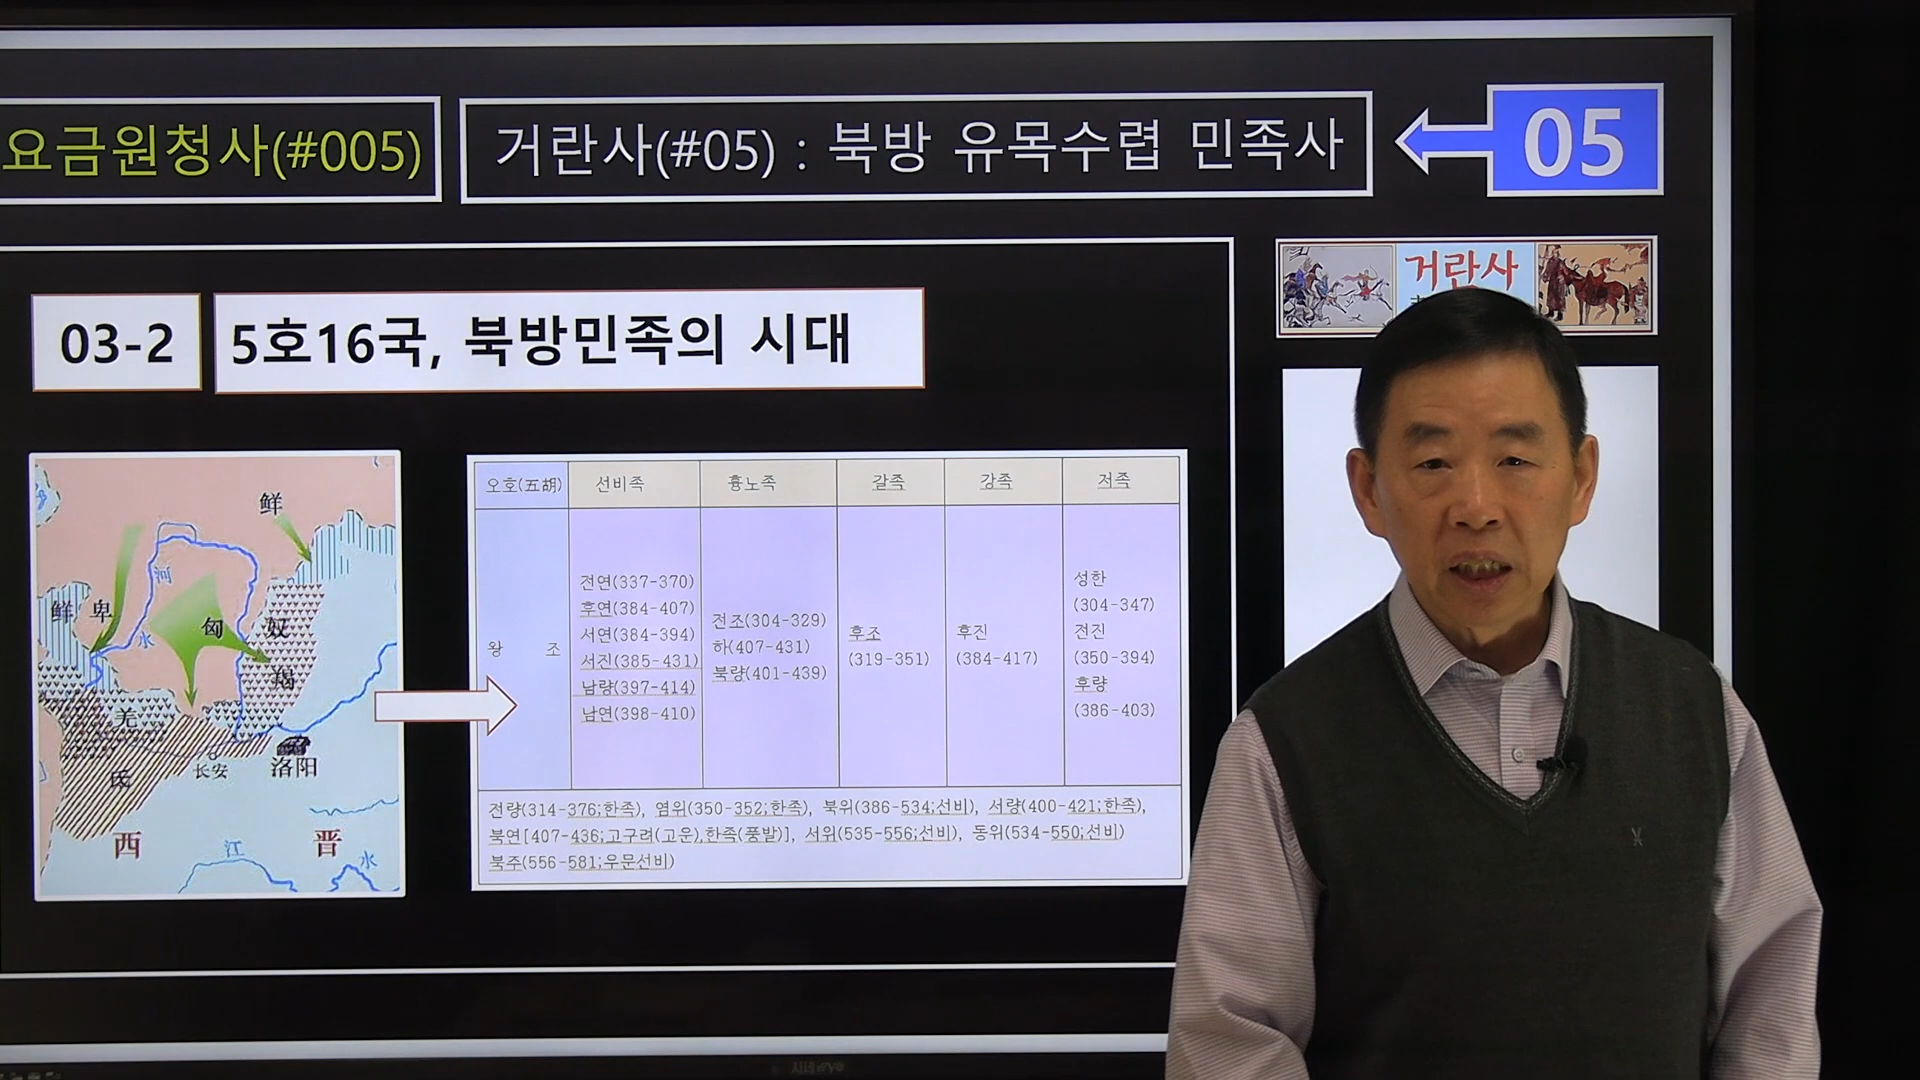 요금원청사(#005)
거란사(#05) : 북방 유목수렵 민족사
05
거란사
03-2
5호16국, 북방민족의 시대
鲜
河
鲜卑
水
匈
奴
羯
羌
氐
长安
洛阳
西
晋
江
水
오호(五胡)
선비족
흉노족
갈족
강족
저족
왕 조
전연(337-370)
후연(384-407)
서연(384-394)
서진(385-431)
남량(397-414)
남연(398-410)
전조(304-329)
하(407-431)
북량(401-439)
후조
(319-351)
후진
(384-417)
성한
(304-347)
전진
(350-394)
후량
(386-403)
전량(314-376;한족), 염위(350-352;한족), 북위(386-534;선비), 서량(400-421;한족),
북연[407-436;고구려(고운),한족(풍발)], 서위(535-556;선비), 동위(534-550;선비)
북주(556-581;우문선비)